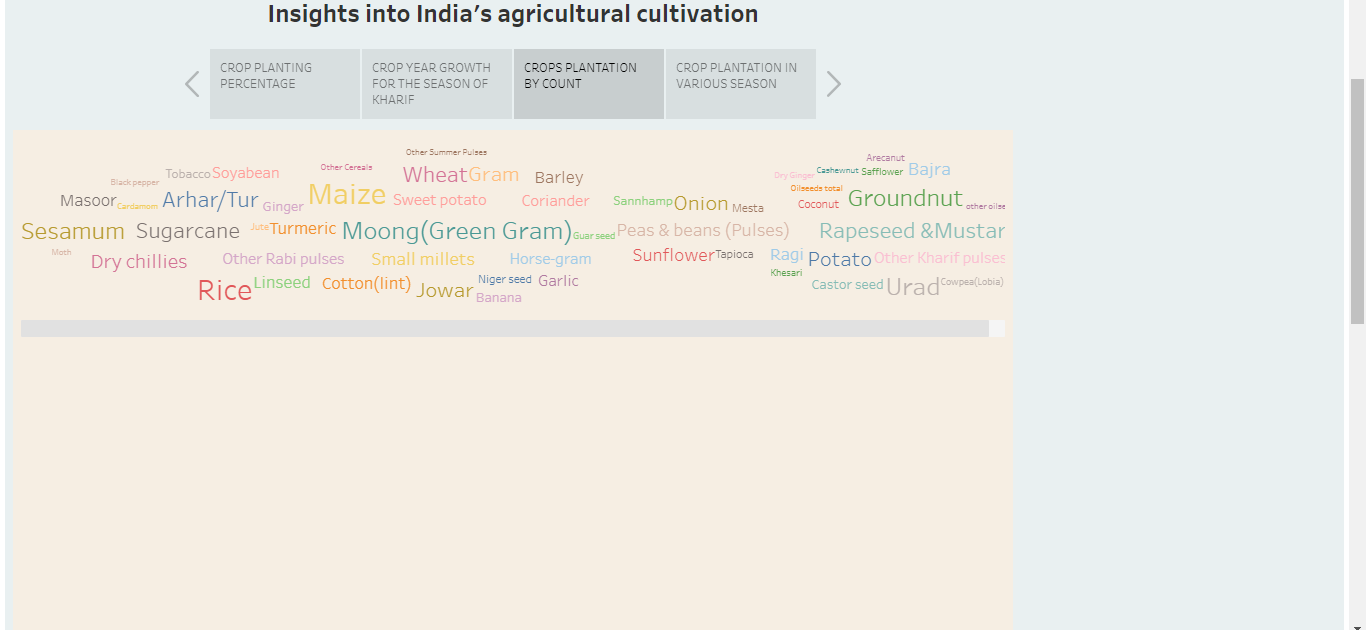 Insights into India's agricultural cultivation
CROP PLANTING
PERCENTAGE
CROP YEAR GROWTH
FOR THE SEASON OF
KHARIF
CROPS PLANTATION
BY COUNT
CROP PLANTATION IN
VARIOUS SEASON
Other Summer Pulses
Arecanut
Tobacco Soyabean Other Cereals Wheat Gram Barley Dry Ginger Cashewnut Safflower Bajra
Black pepper Maize Oilseeds total
Masoor Cardamom Arhar/Tur Ginger Sweet potato Coriander Sannhamp Onion Mesta Coconut Groundnut other oilse
Sesamum Sugarcane Jute Turmeric Moong(Green Gram) Guar seed Peas & beans (Pulses) Rapeseed &Mustar
Moth Dry chillies Other Rabi pulses Small millets Horse-gram Sunflower Tapioca Ragi Potato Other Kharif pulses
Khesari
Rice Linseed Cotton(lint) Jowar Niger seed Garlic Castor seed Urad Cowpea(Lobia)
Banana